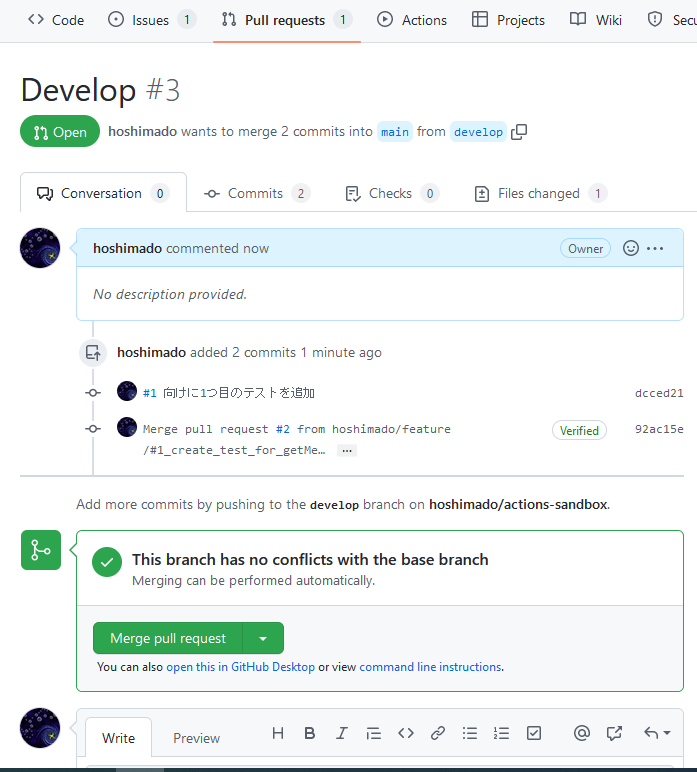 Code Issues 1 Pull requests 1 Actions Projects Wiki Secu
Develop #3
Open hoshimado wants to merge 2 commits into main from develop
Conversation 0 Commits 2 Checks 0 Files changed 1
hoshimado commented now Owner
No description provided.
hoshimado added 2 commits 1 minute ago
#1 向けに1つ目のテストを追加 dcced21
Merge pull request #2 from hoshimado/feature Verified 92ac15e
/#1_create_test_for_getMe… …
Add more commits by pushing to the develop branch on hoshimado/actions-sandbox.
This branch has no conflicts with the base branch
Merging can be performed automatically.
Merge pull request
You can also open this in GitHub Desktop or view command line instructions.
Write Preview H B I